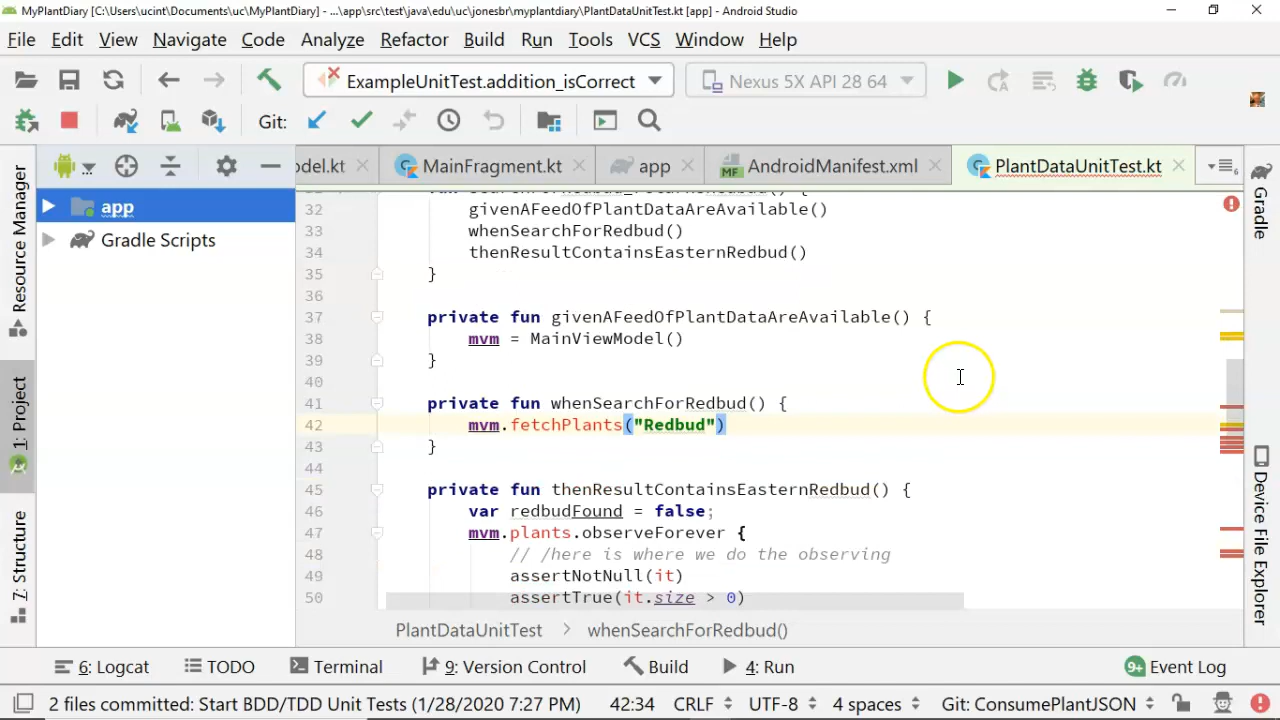 MyPlantDiary [C:\Users\ucint\Documents\uc\MyPlantDiary] - ...\app\src\test\java\edu\uc\jonesbr\myplantdiary\PlantDataUnitTest.kt [app] - Android Studio
File Edit View Navigate Code Analyze Refactor Build Run Tools VCS Window Help
ExampleUnitTest.addition_isCorrect Nexus 5X API 28 64
Git:
odel.kt MainFragment.kt app AndroidManifest.xml PlantDataUnitTest.kt
app
Gradle Scripts
Resource Manager
1: Project
7: Structure
32 givenAFeedOfPlantDataAreAvailable()
33 whenSearchForRedbud()
34 thenResultContainsEasternRedbud()
35 }
36
37 private fun givenAFeedOfPlantDataAreAvailable() {
38 mvm = MainViewModel()
39 }
40
41 private fun whenSearchForRedbud() {
42 mvm.fetchPlants("Redbud")
43 }
44
45 private fun thenResultContainsEasternRedbud() {
46 var redbudFound = false;
47 mvm.plants.observeForever {
48 // /here is where we do the observing
49 assertNotNull(it)
50 assertTrue(it.size > 0)
PlantDataUnitTest > whenSearchForRedbud()
Gradle
Device File Explorer
6: Logcat TODO Terminal 9: Version Control Build 4: Run 9+ Event Log
2 files committed: Start BDD/TDD Unit Tests (1/28/2020 7:27 PM) 42:34 CRLF UTF-8 4 spaces Git: ConsumePlantJSON